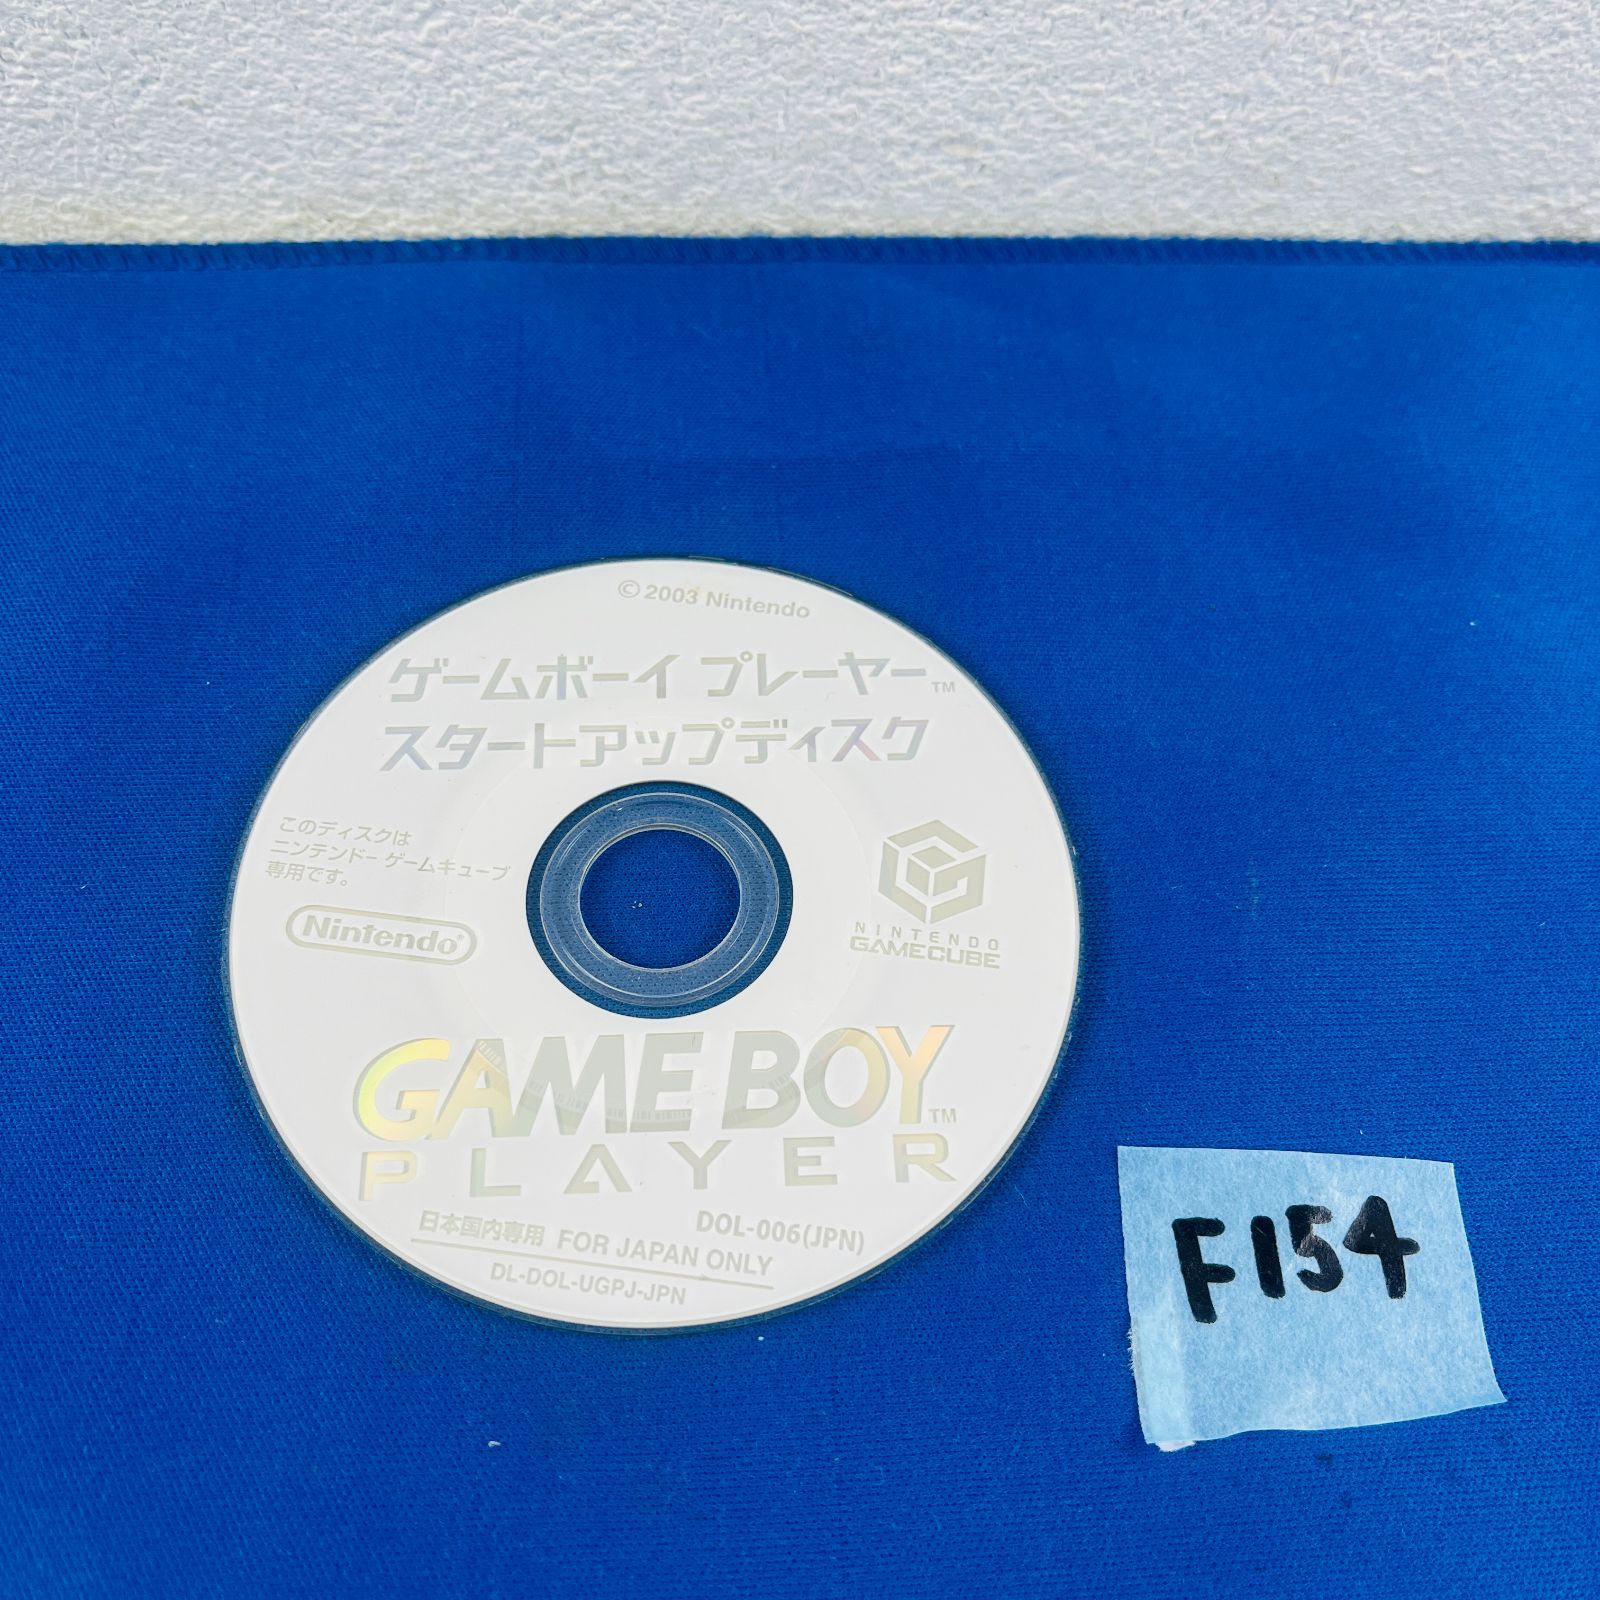 © 2003 Nintendo
ゲームボーイ プレーヤー™
スタートアップディスク
このディスクは
ニンテンドーゲームキューブ
専用です。
Nintendo®
NINTENDO
GAMECUBE
GAME BOY™
PLAYER
DOL-006(JPN)
日本国内専用 FOR JAPAN ONLY
DL-DOL-UGPJ-JPN
F154